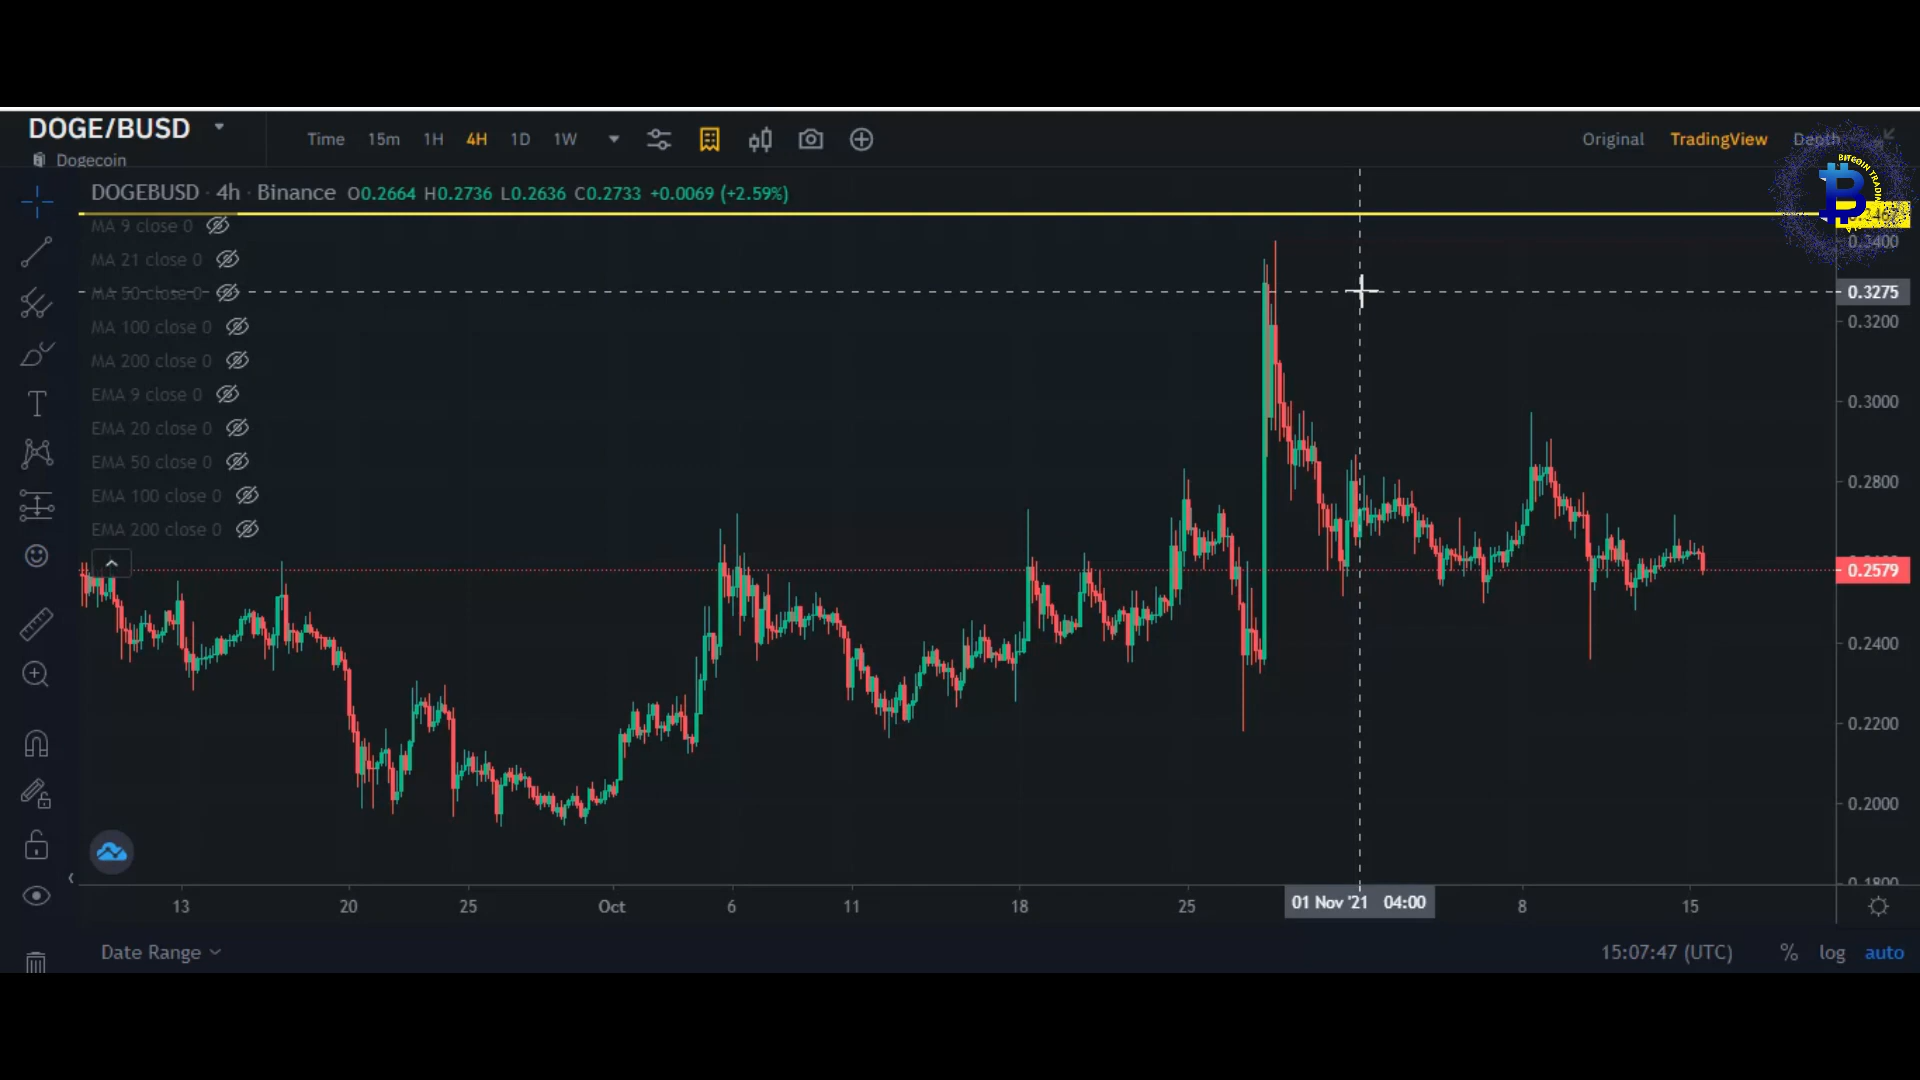 DOGE/BUSD
Dogecoin
Time 15m 1H 4H 1D 1W
Original TradingView Depth
BITCOIN TRADING
DOGEBUSD · 4h · Binance O0.2664 H0.2736 L0.2636 C0.2733 +0.0069 (+2.59%)
MA 9 close 0
MA 21 close 0
MA 50 close 0
MA 100 close 0
MA 200 close 0
EMA 9 close 0
EMA 20 close 0
EMA 50 close 0
EMA 100 close 0
EMA 200 close 0
0.3400
0.3275
0.3200
0.3000
0.2800
0.2579
0.2400
0.2200
0.2000
0.1800
13 20 25 Oct 6 11 18 25 01 Nov '21 04:00 8 15
Date Range 15:07:47 (UTC) % log auto